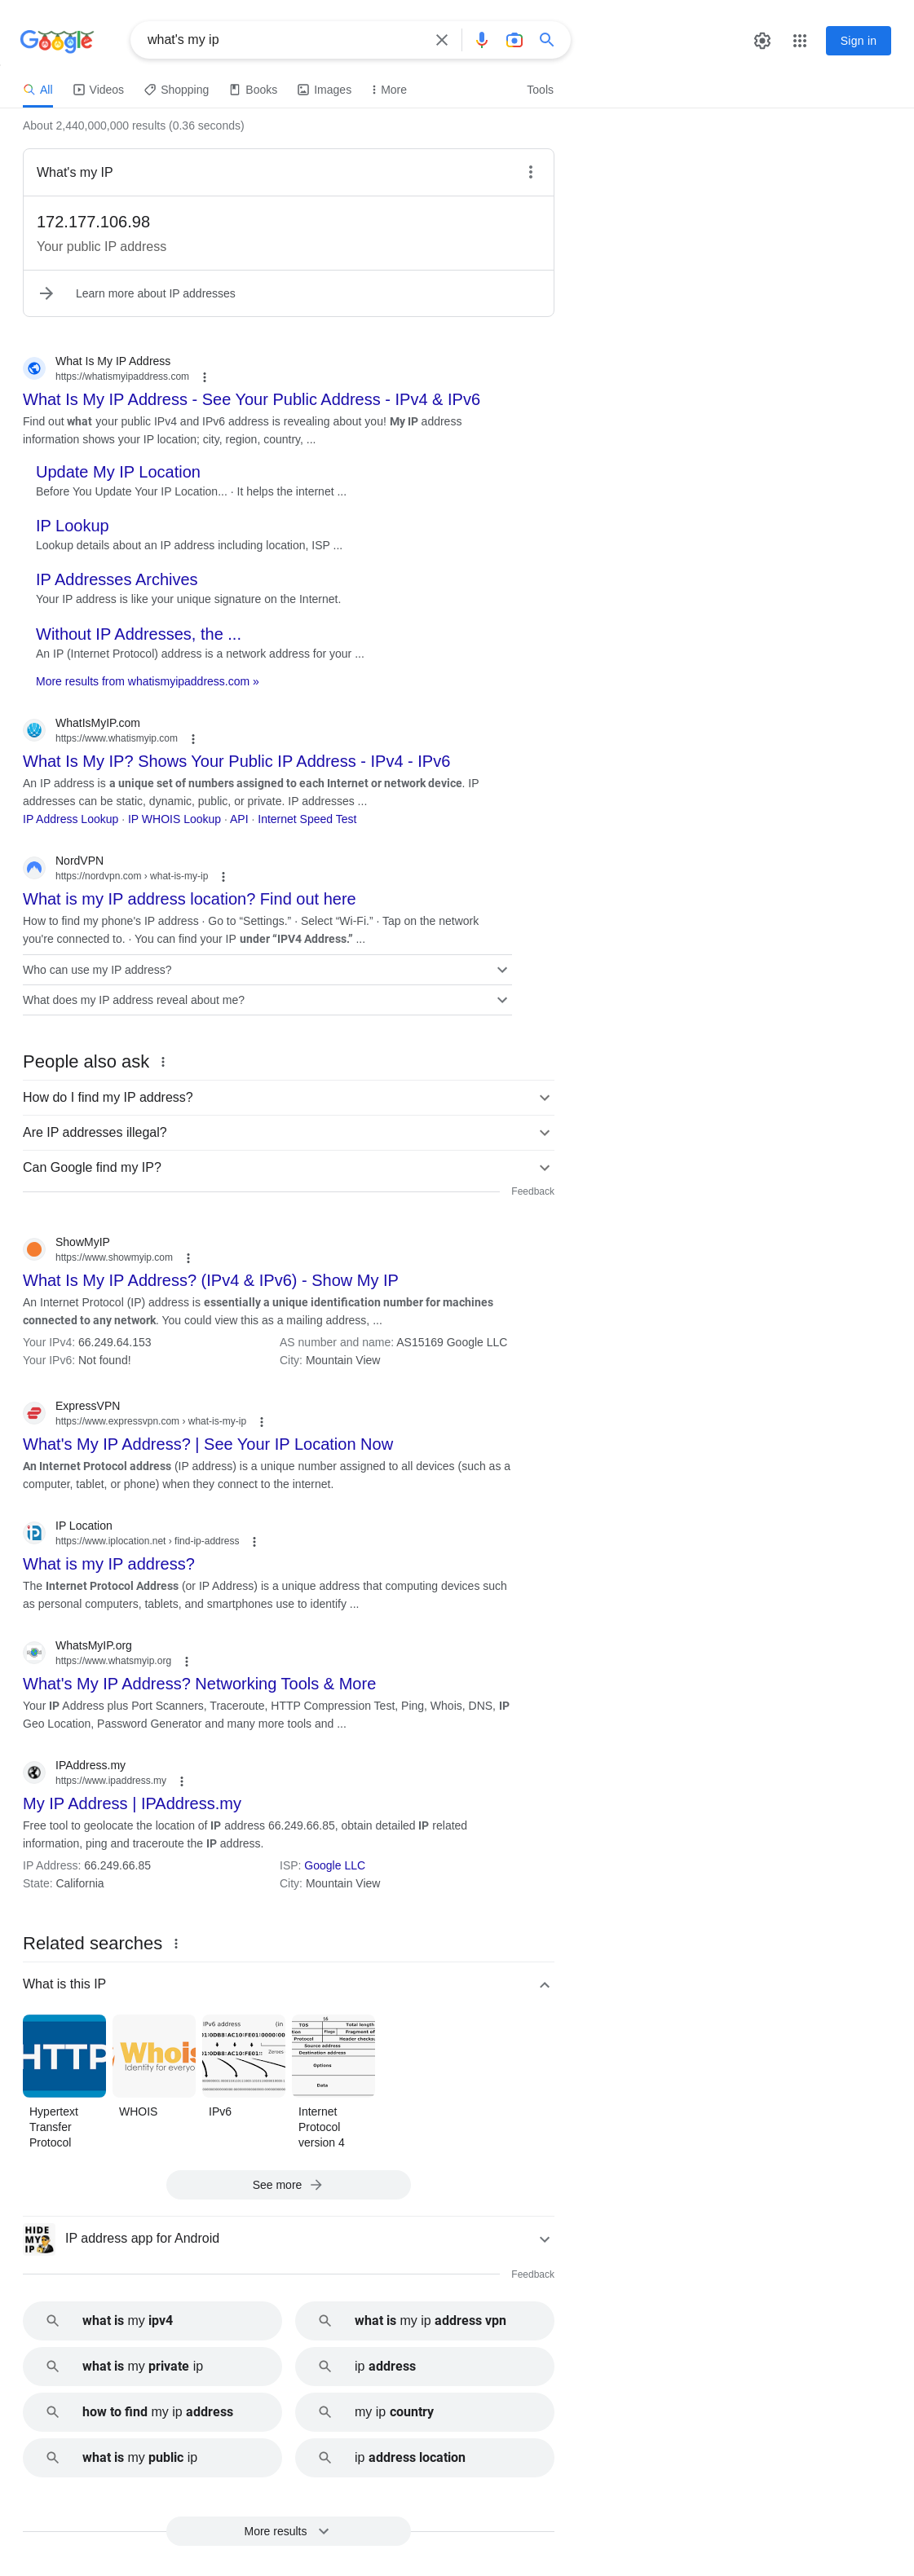 Google
what's my ip
Sign in
All
Videos
Shopping
Books
Images
More
Tools
About 2,440,000,000 results (0.36 seconds)
What's my IP
172.177.106.98
Your public IP address
Learn more about IP addresses
What Is My IP Address
https://whatismyipaddress.com
What Is My IP Address - See Your Public Address - IPv4 & IPv6
Find out what your public IPv4 and IPv6 address is revealing about you! My IP address
information shows your IP location; city, region, country, ...
Update My IP Location
Before You Update Your IP Location... · It helps the internet ...
IP Lookup
Lookup details about an IP address including location, ISP ...
IP Addresses Archives
Your IP address is like your unique signature on the Internet.
Without IP Addresses, the ...
An IP (Internet Protocol) address is a network address for your ...
More results from whatismyipaddress.com »
WhatIsMyIP.com
https://www.whatismyip.com
What Is My IP? Shows Your Public IP Address - IPv4 - IPv6
An IP address is a unique set of numbers assigned to each Internet or network device. IP
addresses can be static, dynamic, public, or private. IP addresses ...
IP Address Lookup · IP WHOIS Lookup · API · Internet Speed Test
NordVPN
https://nordvpn.com › what-is-my-ip
What is my IP address location? Find out here
How to find my phone's IP address · Go to “Settings.” · Select “Wi-Fi.” · Tap on the network
you're connected to. · You can find your IP under “IPV4 Address.” ...
Who can use my IP address?
What does my IP address reveal about me?
People also ask
How do I find my IP address?
Are IP addresses illegal?
Can Google find my IP?
Feedback
ShowMyIP
https://www.showmyip.com
What Is My IP Address? (IPv4 & IPv6) - Show My IP
An Internet Protocol (IP) address is essentially a unique identification number for machines
connected to any network. You could view this as a mailing address, ...
Your IPv4: 66.249.64.153
AS number and name: AS15169 Google LLC
Your IPv6: Not found!
City: Mountain View
ExpressVPN
https://www.expressvpn.com › what-is-my-ip
What's My IP Address? | See Your IP Location Now
An Internet Protocol address (IP address) is a unique number assigned to all devices (such as a
computer, tablet, or phone) when they connect to the internet.
IP Location
https://www.iplocation.net › find-ip-address
What is my IP address?
The Internet Protocol Address (or IP Address) is a unique address that computing devices such
as personal computers, tablets, and smartphones use to identify ...
WhatsMyIP.org
https://www.whatsmyip.org
What's My IP Address? Networking Tools & More
Your IP Address plus Port Scanners, Traceroute, HTTP Compression Test, Ping, Whois, DNS, IP
Geo Location, Password Generator and many more tools and ...
IPAddress.my
https://www.ipaddress.my
My IP Address | IPAddress.my
Free tool to geolocate the location of IP address 66.249.66.85, obtain detailed IP related
information, ping and traceroute the IP address.
IP Address: 66.249.66.85
ISP: Google LLC
State: California
City: Mountain View
Related searches
What is this IP
HTTP
Whois
Identity for everyo
IPv6 address (in
Zeroes
16
TOS Total length
Flags Fragment of
Protocol Header checksu
Source address
Destination address
Options
Data
Hypertext
Transfer
Protocol
WHOIS
IPv6
Internet
Protocol
version 4
See more
HIDE
MY
IP
IP address app for Android
Feedback
what is my ipv4
what is my ip address vpn
what is my private ip
ip address
how to find my ip address
my ip country
what is my public ip
ip address location
More results